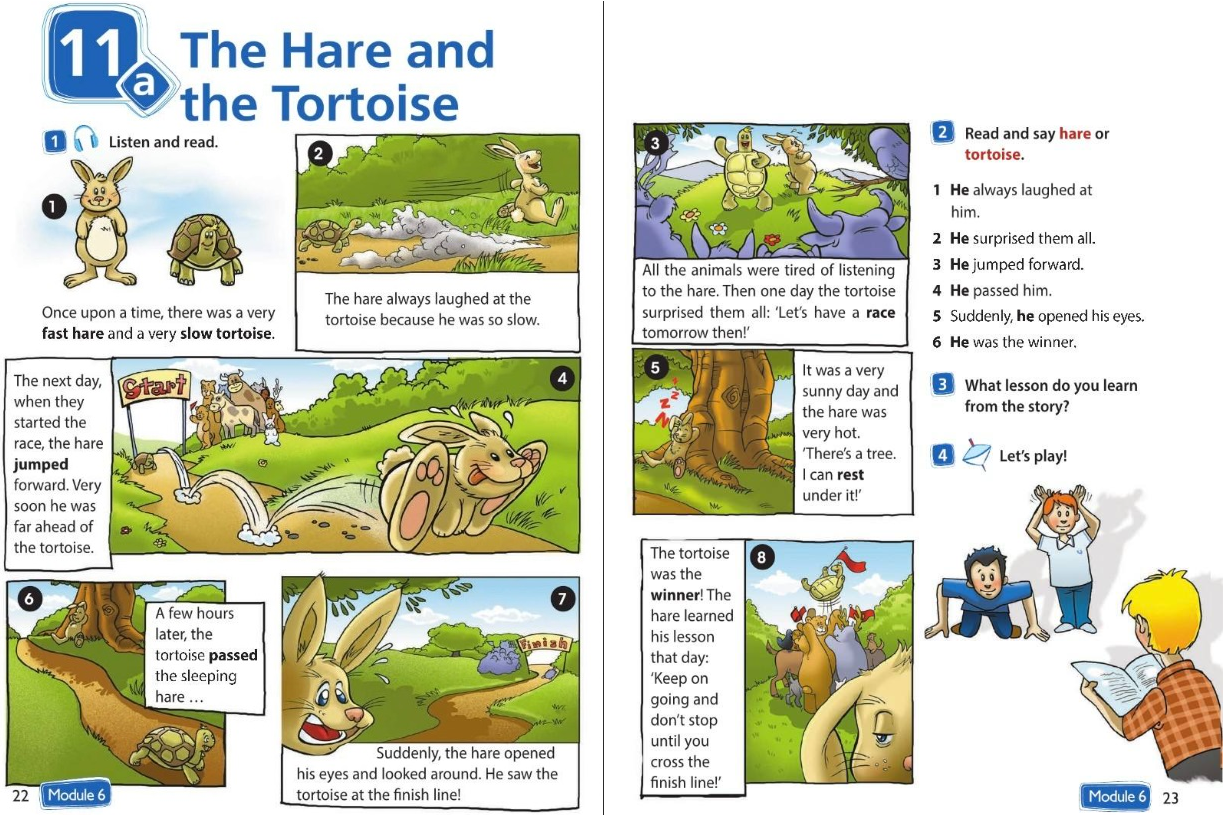 11
a
The Hare and
the Tortoise
1 Listen and read.
1
Once upon a time, there was a very
fast hare and a very slow tortoise.
2
The hare always laughed at the
tortoise because he was so slow.
The next day,
when they
started the
race, the hare
jumped
forward. Very
soon he was
far ahead of
the tortoise.
Start
4
6
A few hours
later, the
tortoise passed
the sleeping
hare …
7
Finish
Suddenly, the hare opened
his eyes and looked around. He saw the
tortoise at the finish line!
22 Module 6
3
All the animals were tired of listening
to the hare. Then one day the tortoise
surprised them all: ‘Let’s have a race
tomorrow then!’
5
z z z
It was a very
sunny day and
the hare was
very hot.
‘There’s a tree.
I can rest
under it!’
The tortoise
was the
winner! The
hare learned
his lesson
that day:
‘Keep on
going and
don’t stop
until you
cross the
finish line!’
8
2 Read and say hare or
tortoise.
1 He always laughed at
him.
2 He surprised them all.
3 He jumped forward.
4 He passed him.
5 Suddenly, he opened his eyes.
6 He was the winner.
3 What lesson do you learn
from the story?
4 Let’s play!
Module 6 23